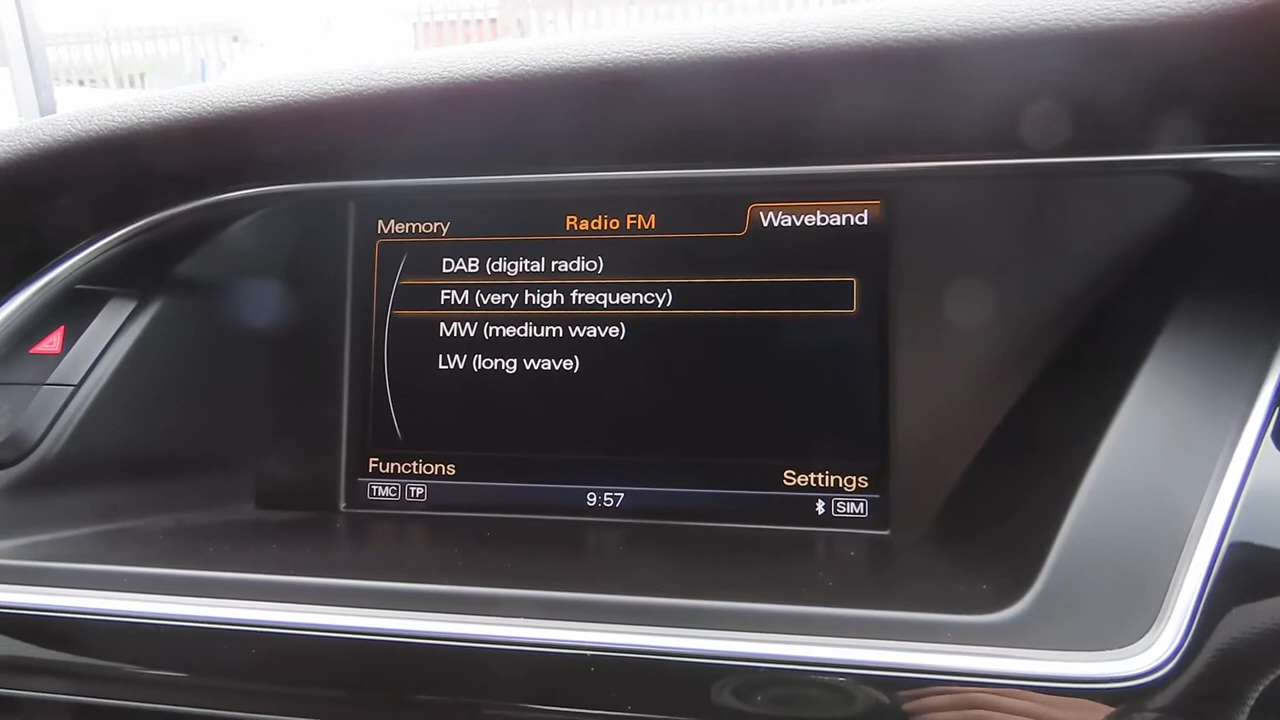 Memory Radio FM Waveband
DAB (digital radio)
FM (very high frequency)
MW (medium wave)
LW (long wave)
Functions Settings
TMC TP 9:57 SIM